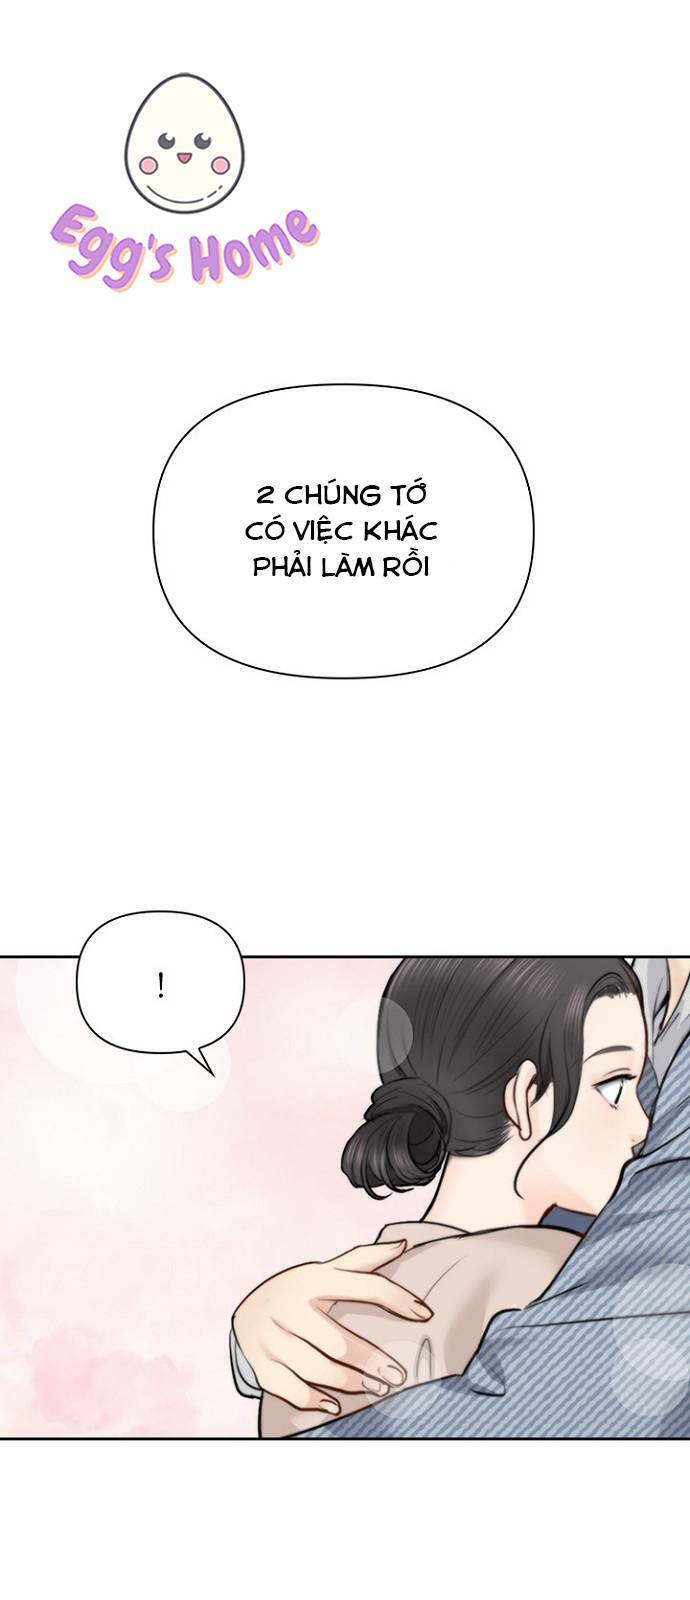 Egg's Home
2 CHÚNG TỚ
CÓ VIỆC KHÁC
PHẢI LÀM RỒI
!